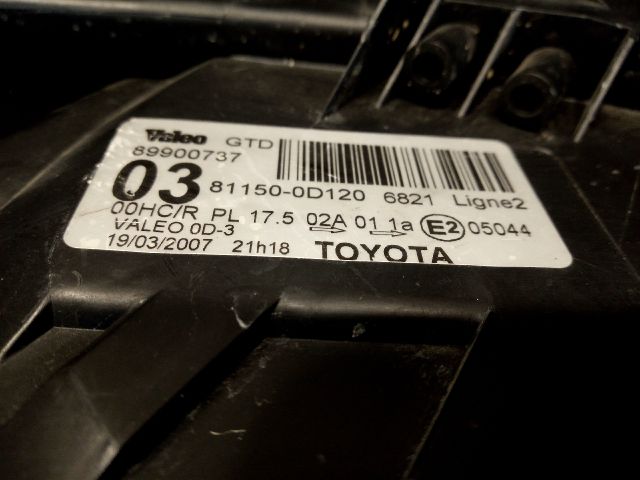 Valeo GTD
89900737
03 81150-0D120 6821 Ligne2
00HC/R PL 17.5 02A 01 1a E2 05044
VALEO 0D-3
19/03/2007 21h18 TOYOTA